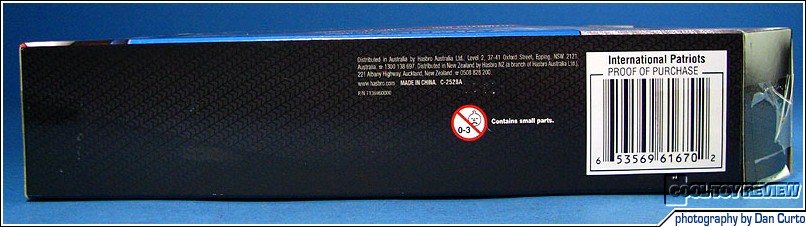 Distributed in Australia by Hasbro Australia Ltd., Level 2, 37-41 Oxford Street, Epping, NSW 2121,
Australia. ☎ 1300 138 697. Distributed in New Zealand by Hasbro NZ (a branch of Hasbro Australia Ltd.),
221 Albany Highway, Auckland, New Zealand. ☎ 0508 828 200.
www.hasbro.com MADE IN CHINA. C-2528A
P/N 7136960000
0-3
Contains small parts.
International Patriots
PROOF OF PURCHASE
6 53569 61670 2
COOLTOYREVIEW
photography by Dan Curto